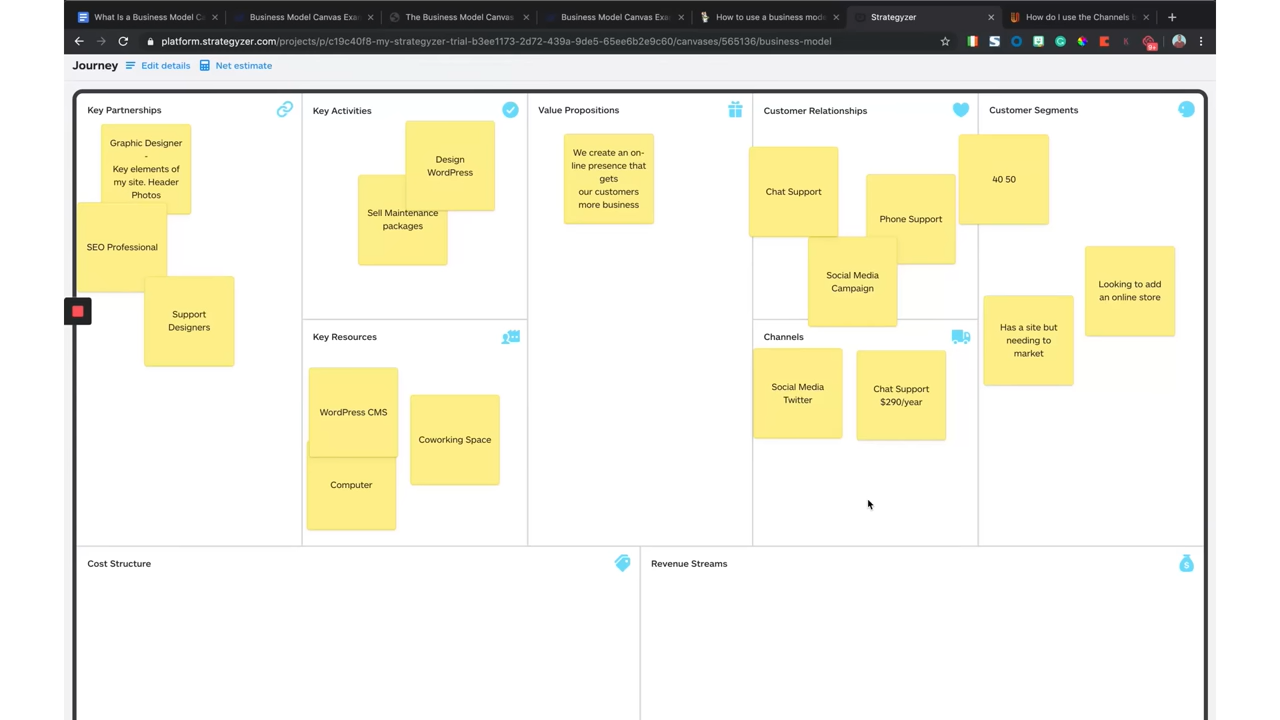 What Is a Business Model C
Business Model Canvas Exa
The Business Model Canvas
Business Model Canvas Exa
How to use a business mode
Strategyzer
How do I use the Channels b
platform.strategyzer.com/projects/p/c19c40f8-my-strategyzer-trial-b3ee1173-2d72-439a-9de5-65ee6b2e9c60/canvases/565136/business-model
9+
Journey
Edit details
Net estimate
Key Partnerships
Graphic Designer
-
Key elements of
my site. Header
Photos
SEO Professional
Support
Designers
Key Activities
Design
WordPress
Sell Maintenance
packages
Key Resources
WordPress CMS
Computer
Coworking Space
Value Propositions
We create an on-
line presence that
gets
our customers
more business
Customer Relationships
Chat Support
Phone Support
Social Media
Campaign
Channels
Social Media
Twitter
Chat Support
$290/year
Customer Segments
40 50
Looking to add
an online store
Has a site but
needing to
market
Cost Structure
Revenue Streams
$